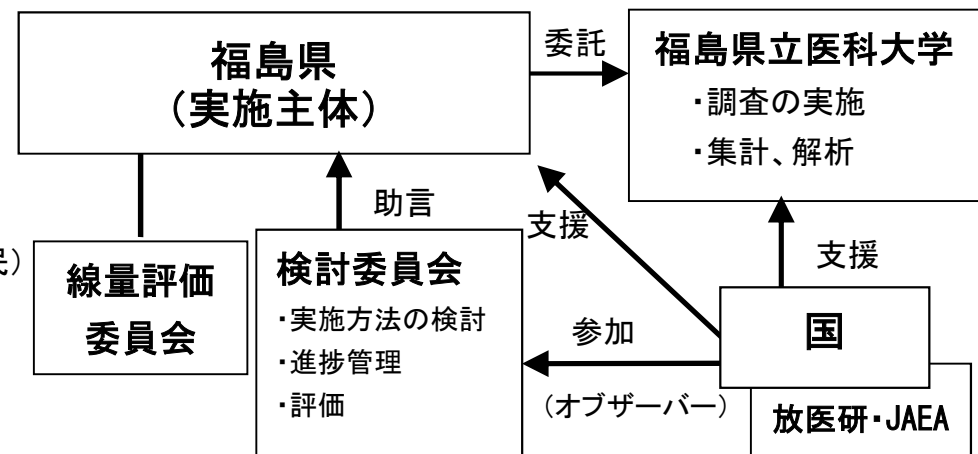 福島県
（実施主体）
委託
福島県立医科大学
・調査の実施
・集計、解析
助言
支援
支援
民）
線量評価
委員会
検討委員会
・実施方法の検討
・進捗管理
・評価
参加
（オブザーバー）
国
放医研・JAEA